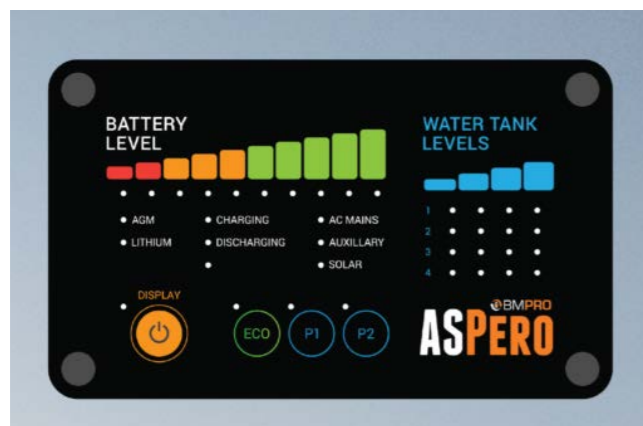 BATTERY
LEVEL
WATER TANK
LEVELS
AGM
CHARGING
AC MAINS
LITHIUM
DISCHARGING
AUXILLARY
SOLAR
1
2
3
4
DISPLAY
ECO
P1
P2
BMPRO
ASPERO